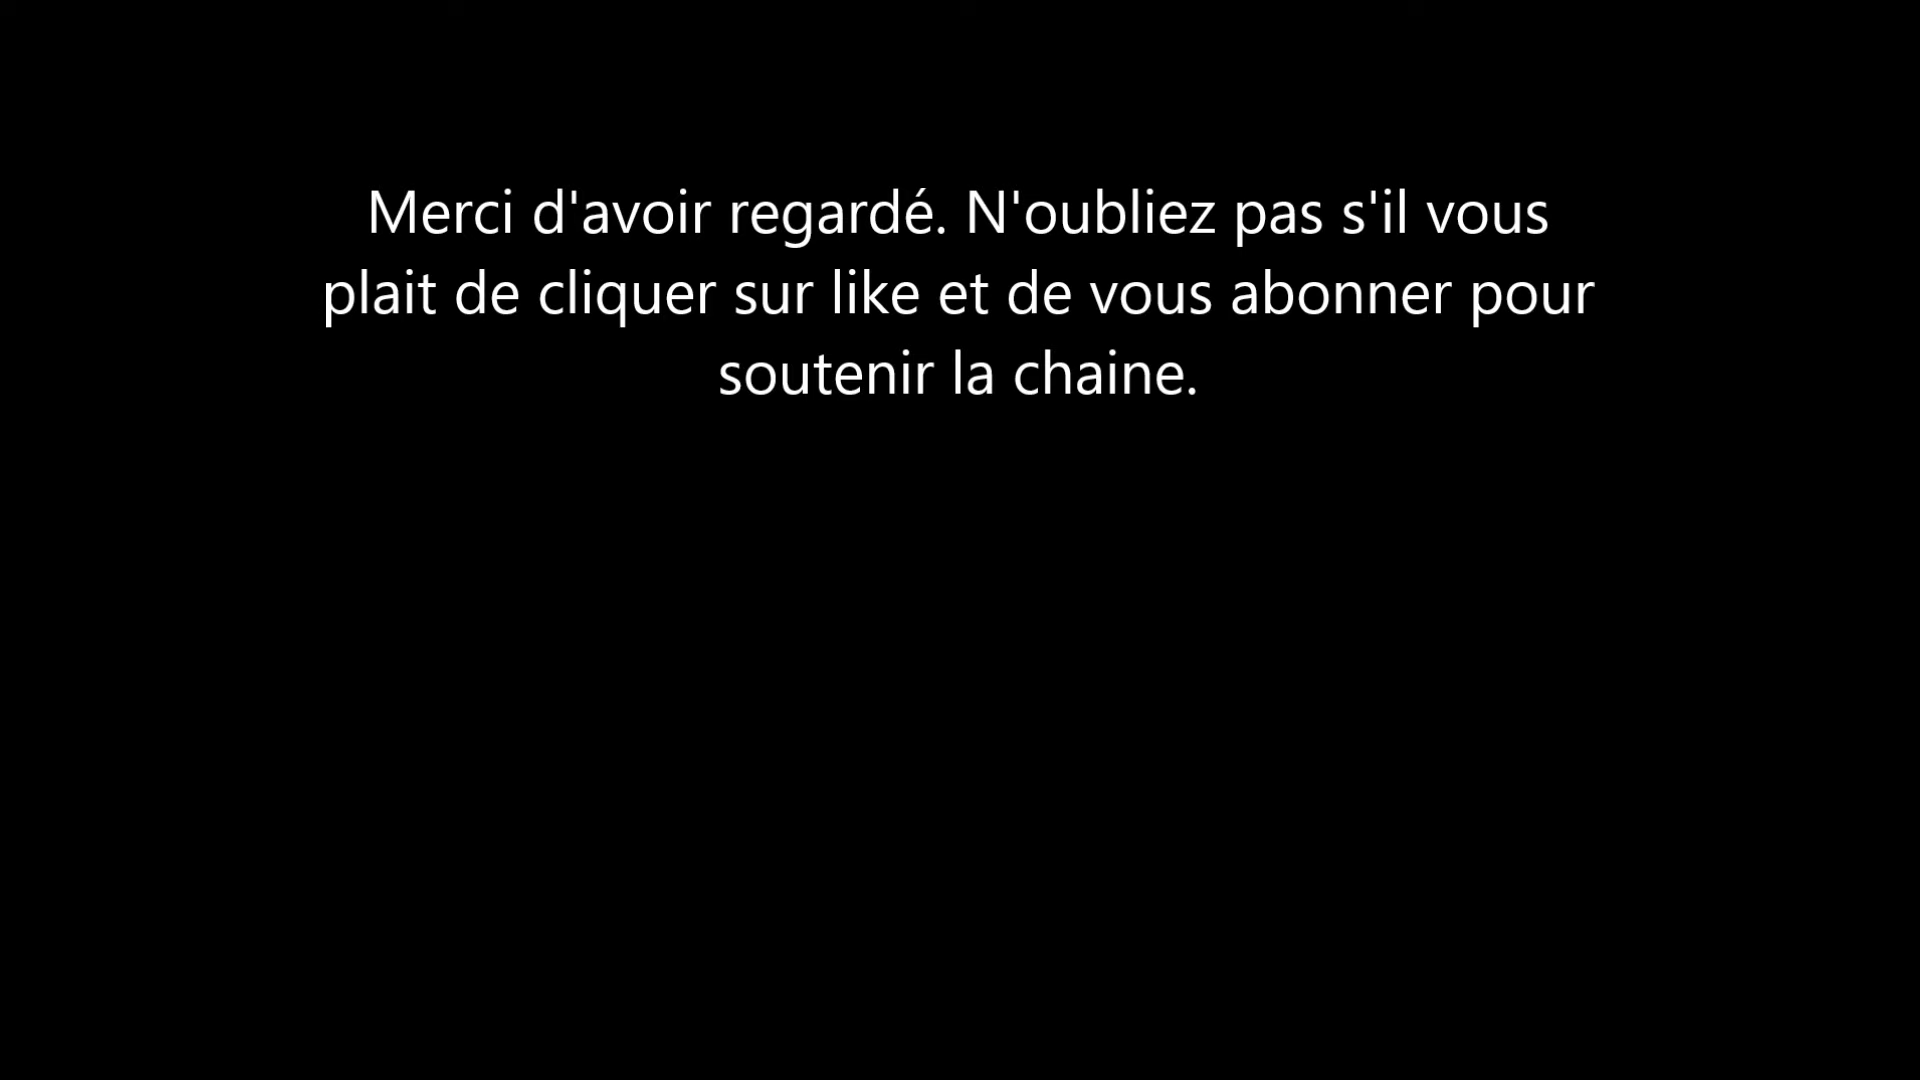 Merci d'avoir regardé. N'oubliez pas s'il vous
plait de cliquer sur like et de vous abonner pour
soutenir la chaine.